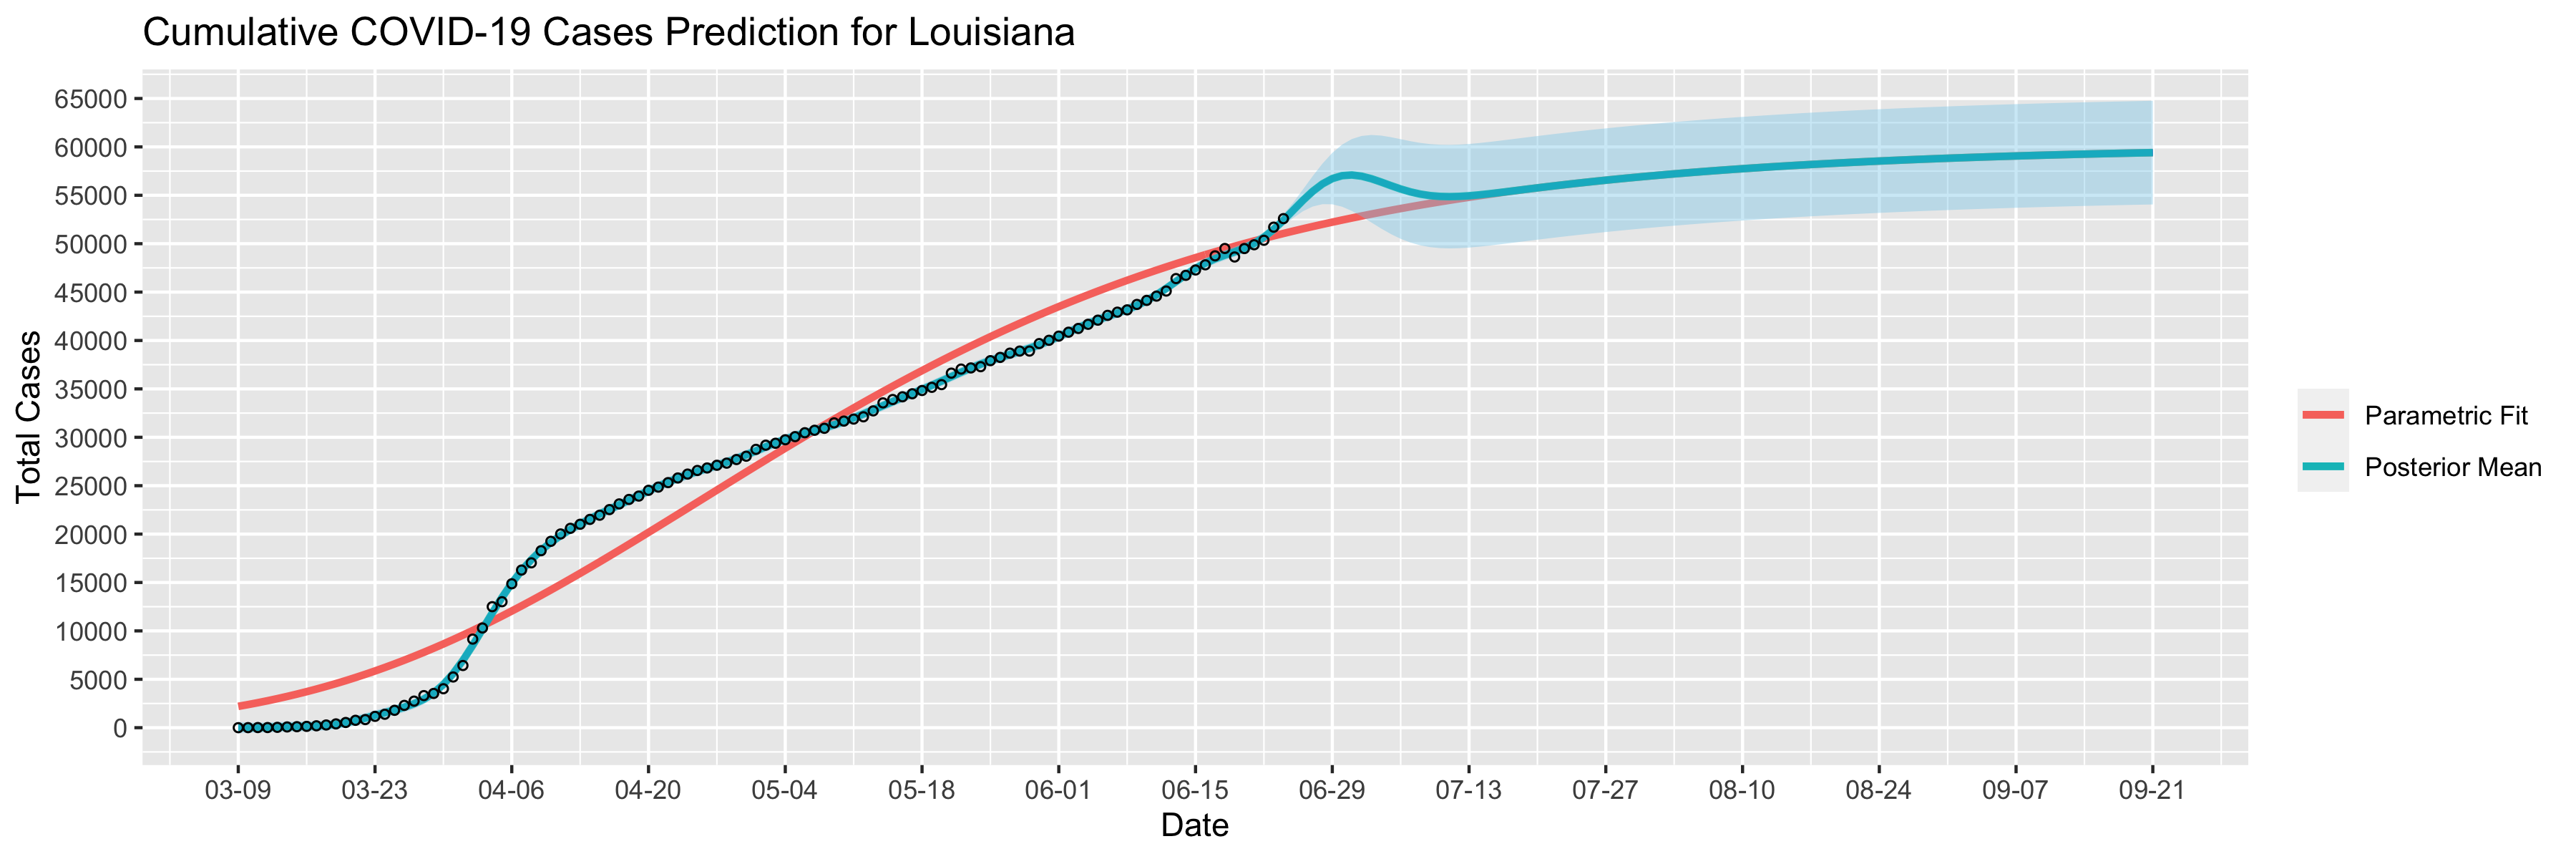 Cumulative COVID-19 Cases Prediction for Louisiana
Total Cases
65000
60000
55000
50000
45000
40000
35000
30000
25000
20000
15000
10000
5000
0
03-09 03-23 04-06 04-20 05-04 05-18 06-01 06-15 06-29 07-13 07-27 08-10 08-24 09-07 09-21
Date
Parametric Fit
Posterior Mean